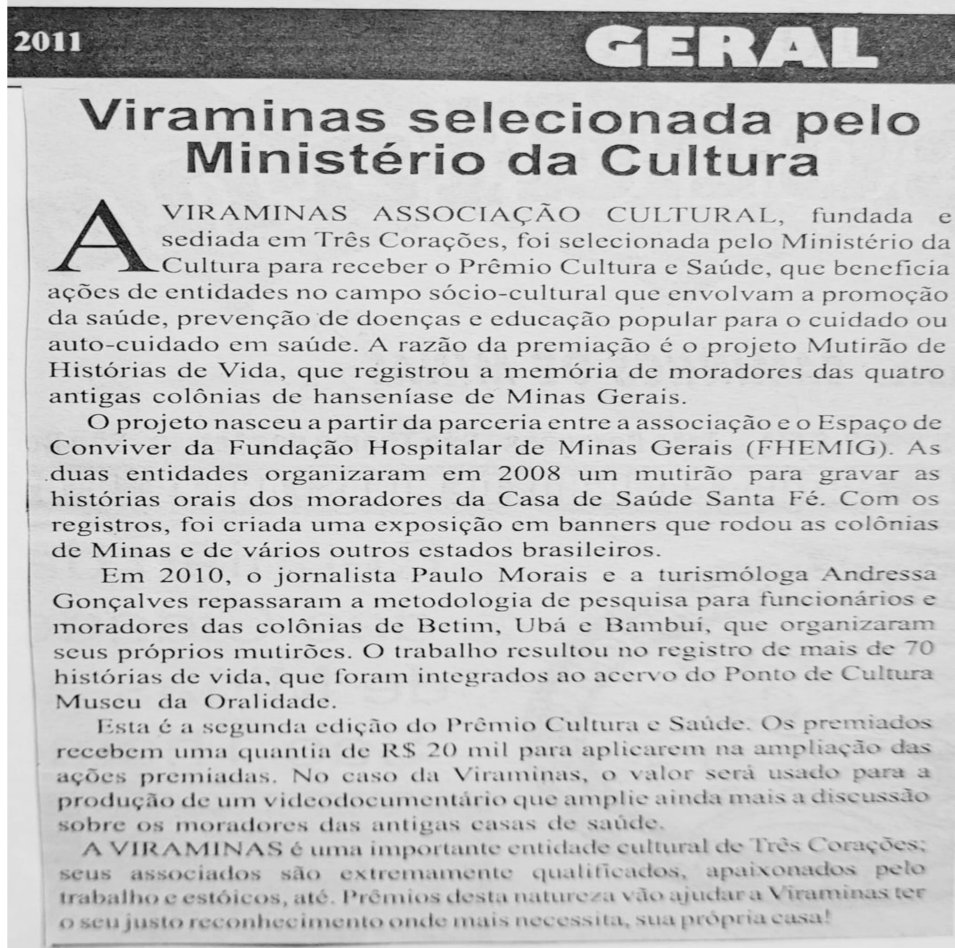 2011
GERAL
Viraminas selecionada pelo
Ministério da Cultura
A VIRAMINAS ASSOCIAÇÃO CULTURAL, fundada e
sediada em Três Corações, foi selecionada pelo Ministério da
Cultura para receber o Prêmio Cultura e Saúde, que beneficia
ações de entidades no campo sócio-cultural que envolvam a promoção
da saúde, prevenção de doenças e educação popular para o cuidado ou
auto-cuidado em saúde. A razão da premiação é o projeto Mutirão de
Histórias de Vida, que registrou a memória de moradores das quatro
antigas colônias de hanseníase de Minas Gerais.
O projeto nasceu a partir da parceria entre a associação e o Espaço de
Conviver da Fundação Hospitalar de Minas Gerais (FHEMIG). As
duas entidades organizaram em 2008 um mutirão para gravar as
histórias orais dos moradores da Casa de Saúde Santa Fé. Com os
registros, foi criada uma exposição em banners que rodou as colônias
de Minas e de vários outros estados brasileiros.
Em 2010, o jornalista Paulo Morais e a turismóloga Andressa
Gonçalves repassaram a metodologia de pesquisa para funcionários e
moradores das colônias de Betim, Ubá e Bambuí, que organizaram
seus próprios mutirões. O trabalho resultou no registro de mais de 70
histórias de vida, que foram integrados ao acervo do Ponto de Cultura
Museu da Oralidade.
Esta é a segunda edição do Prêmio Cultura e Saúde. Os premiados
recebem uma quantia de R$ 20 mil para aplicarem na ampliação das
ações premiadas. No caso da Viraminas, o valor será usado para a
produção de um videodocumentário que amplie ainda mais a discussão
sobre os moradores das antigas casas de saúde.
A VIRAMINAS é uma importante entidade cultural de Três Corações;
seus associados são extremamente qualificados, apaixonados pelo
trabalho e estóicos, até. Prêmios desta natureza vão ajudar a Viraminas ter
o seu justo reconhecimento onde mais necessita, sua própria casa!